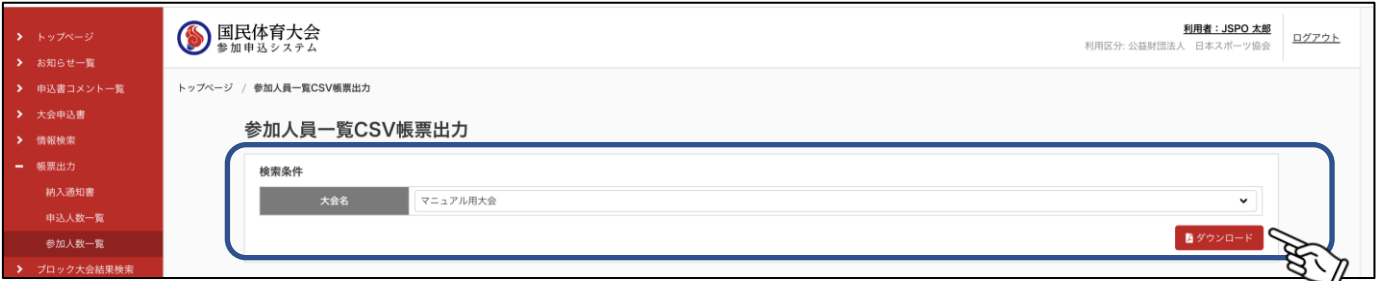 トップページ
お知らせ一覧
申込書コメント一覧
大会申込書
情報検索
帳票出力
納入通知書
申込人数一覧
参加人数一覧
ブロック大会結果検索
国民体育大会
参加申込システム
利用者：JSPO 太郎
利用区分: 公益財団法人 日本スポーツ協会
ログアウト
トップページ / 参加人員一覧CSV帳票出力
参加人員一覧CSV帳票出力
検索条件
大会名
マニュアル用大会
ダウンロード